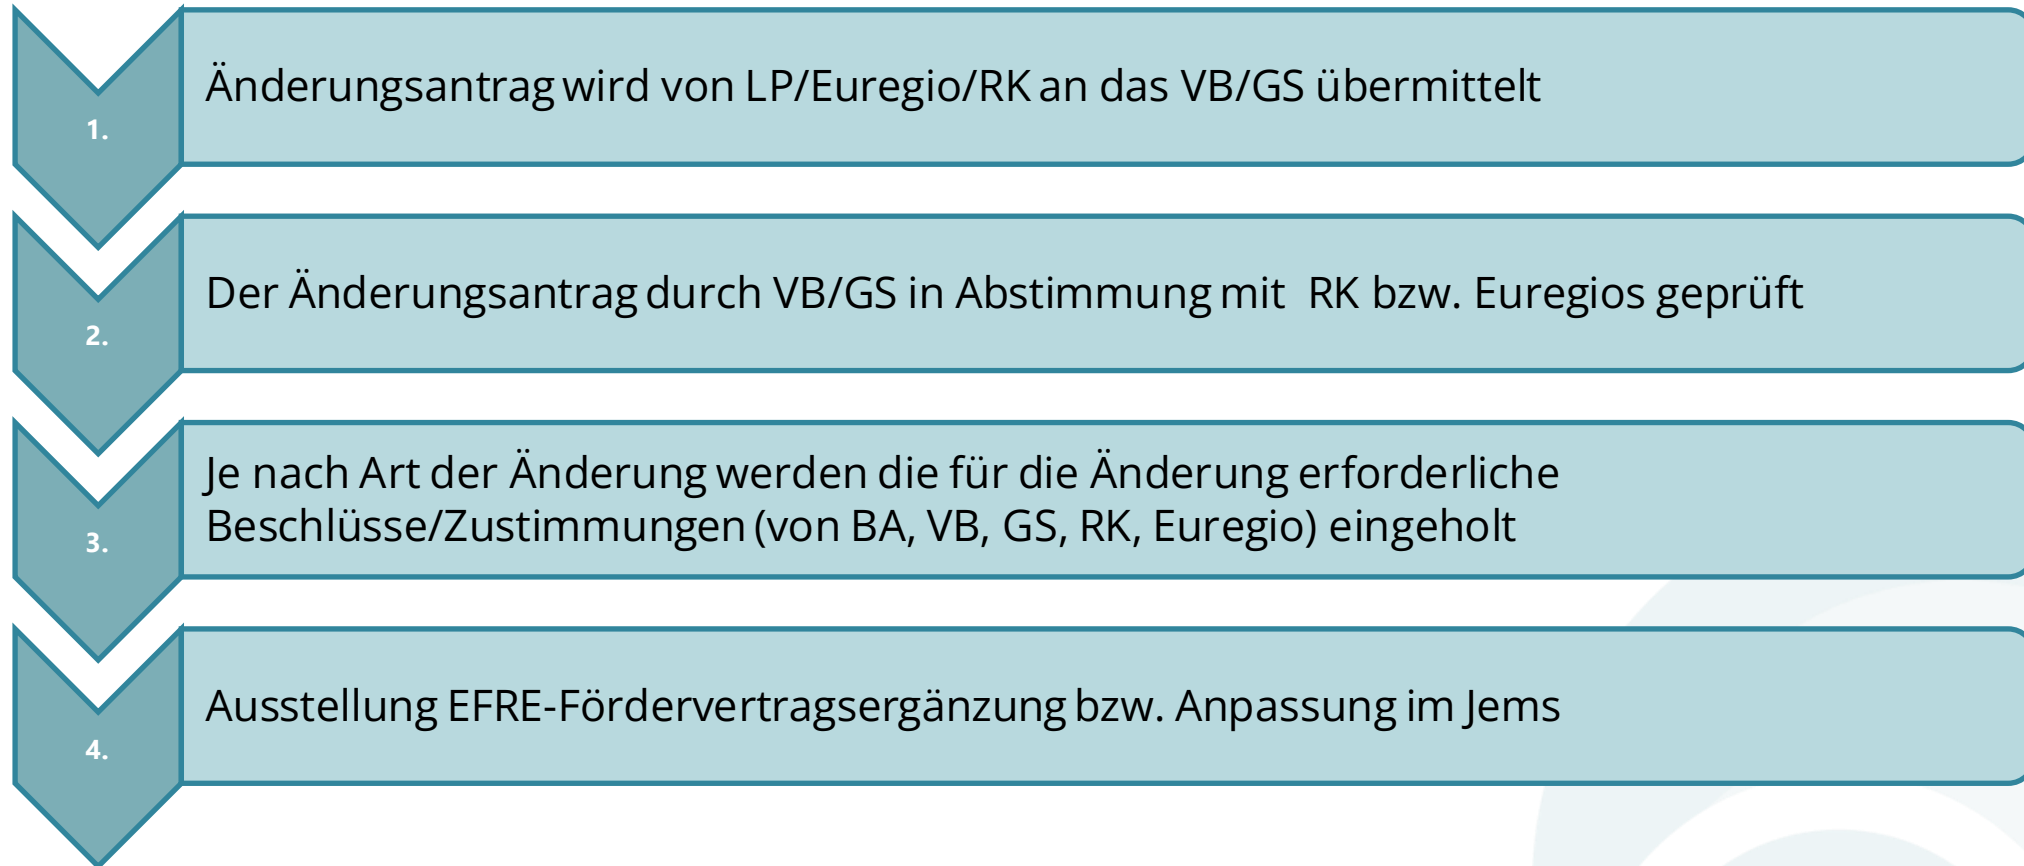 1.
Änderungsantrag wird von LP/Euregio/RK an das VB/GS übermittelt
2.
Der Änderungsantrag durch VB/GS in Abstimmung mit RK bzw. Euregios geprüft
3.
Je nach Art der Änderung werden die für die Änderung erforderliche
Beschlüsse/Zustimmungen (von BA, VB, GS, RK, Euregio) eingeholt
4.
Ausstellung EFRE-Fördervertragsergänzung bzw. Anpassung im Jems